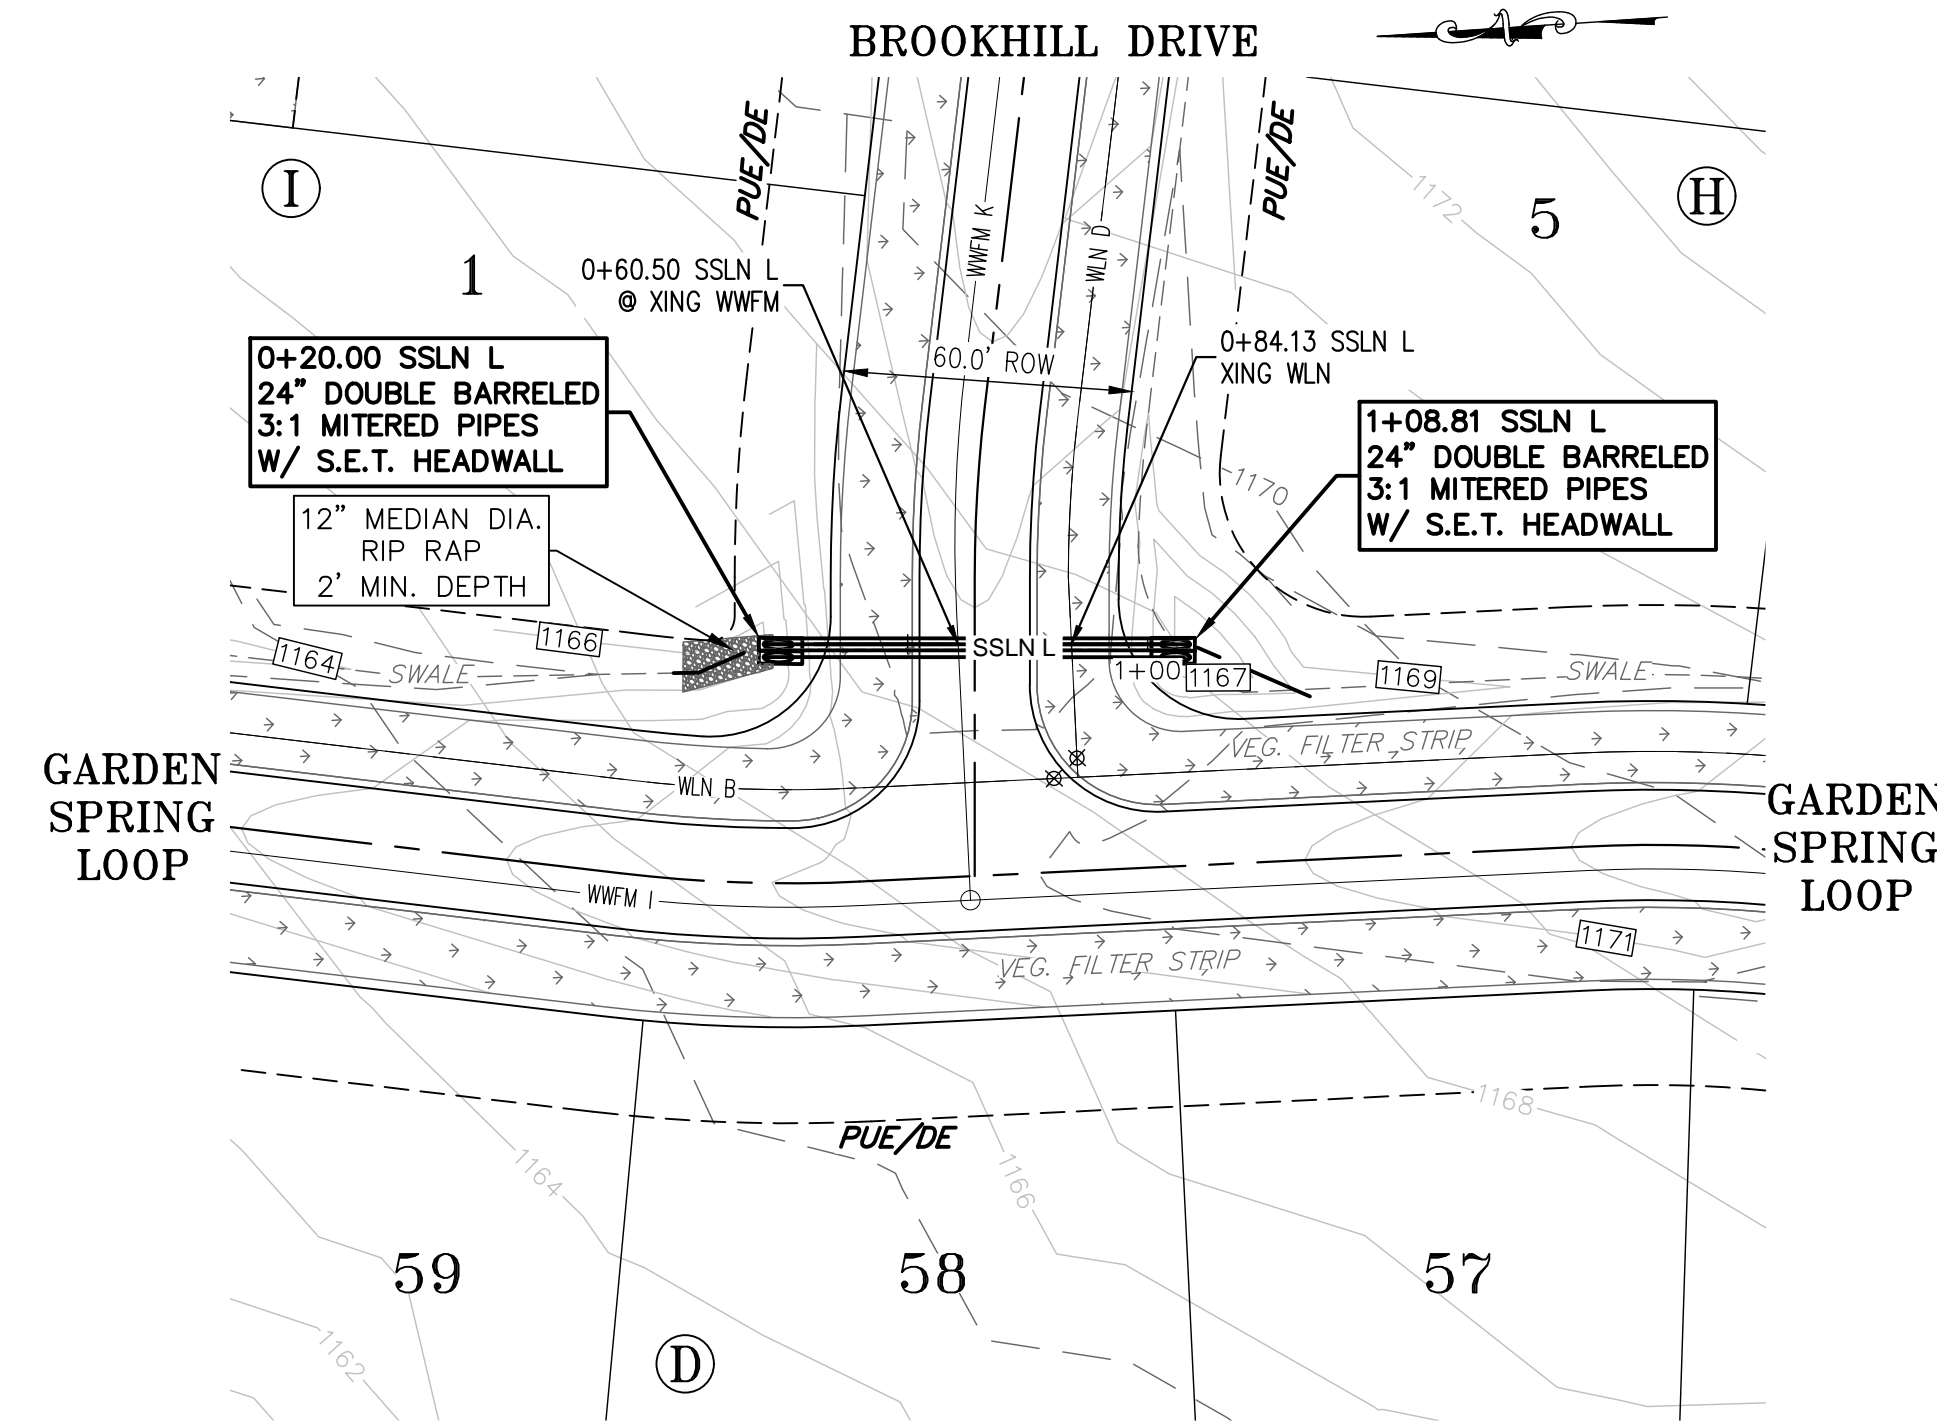 BROOKHILL DRIVE
N
PUE/DE
PUE/DE
I
H
1172
5
1
WWFM K
WLN D
0+60.50 SSLN L
@ XING WWFM
0+84.13 SSLN L
XING WLN
60.0' ROW
0+20.00 SSLN L
24" DOUBLE BARRELED
3:1 MITERED PIPES
W/ S.E.T. HEADWALL
1+08.81 SSLN L
24" DOUBLE BARRELED
3:1 MITERED PIPES
W/ S.E.T. HEADWALL
1170
12" MEDIAN DIA.
RIP RAP
2' MIN. DEPTH
1166
1164
SWALE
SSLN L
1+00
1167
1169
SWALE
VEG. FILTER STRIP
GARDEN
SPRING
LOOP
WLN B
GARDEN
SPRING
LOOP
WWFM I
1171
VEG. FILTER STRIP
1168
PUE/DE
1164
1166
59
58
57
1162
D